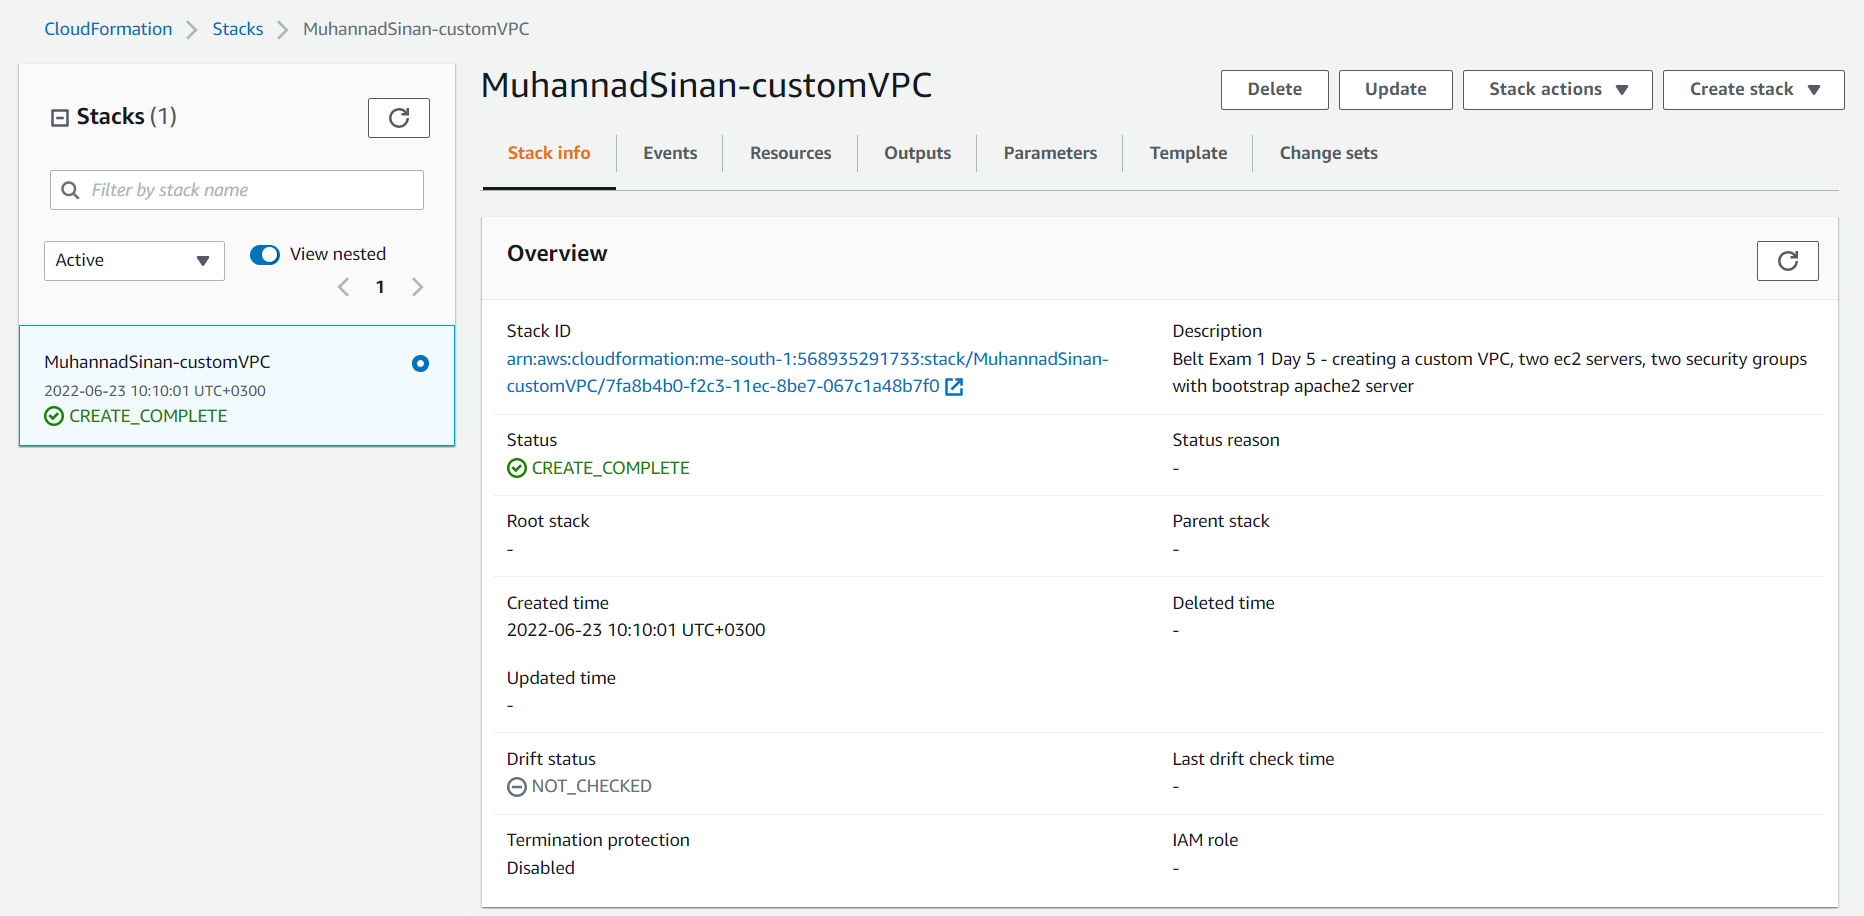 CloudFormation > Stacks > MuhannadSinan-customVPC
Stacks (1)
Filter by stack name
Active
View nested
1
MuhannadSinan-customVPC
2022-06-23 10:10:01 UTC+0300
CREATE_COMPLETE
MuhannadSinan-customVPC
Delete
Update
Stack actions
Create stack
Stack info
Events
Resources
Outputs
Parameters
Template
Change sets
Overview
Stack ID
arn:aws:cloudformation:me-south-1:568935291733:stack/MuhannadSinan-
customVPC/7fa8b4b0-f2c3-11ec-8be7-067c1a48b7f0
Description
Belt Exam 1 Day 5 - creating a custom VPC, two ec2 servers, two security groups
with bootstrap apache2 server
Status
CREATE_COMPLETE
Status reason
-
Root stack
-
Parent stack
-
Created time
2022-06-23 10:10:01 UTC+0300
Deleted time
-
Updated time
-
Drift status
NOT_CHECKED
Last drift check time
-
Termination protection
Disabled
IAM role
-